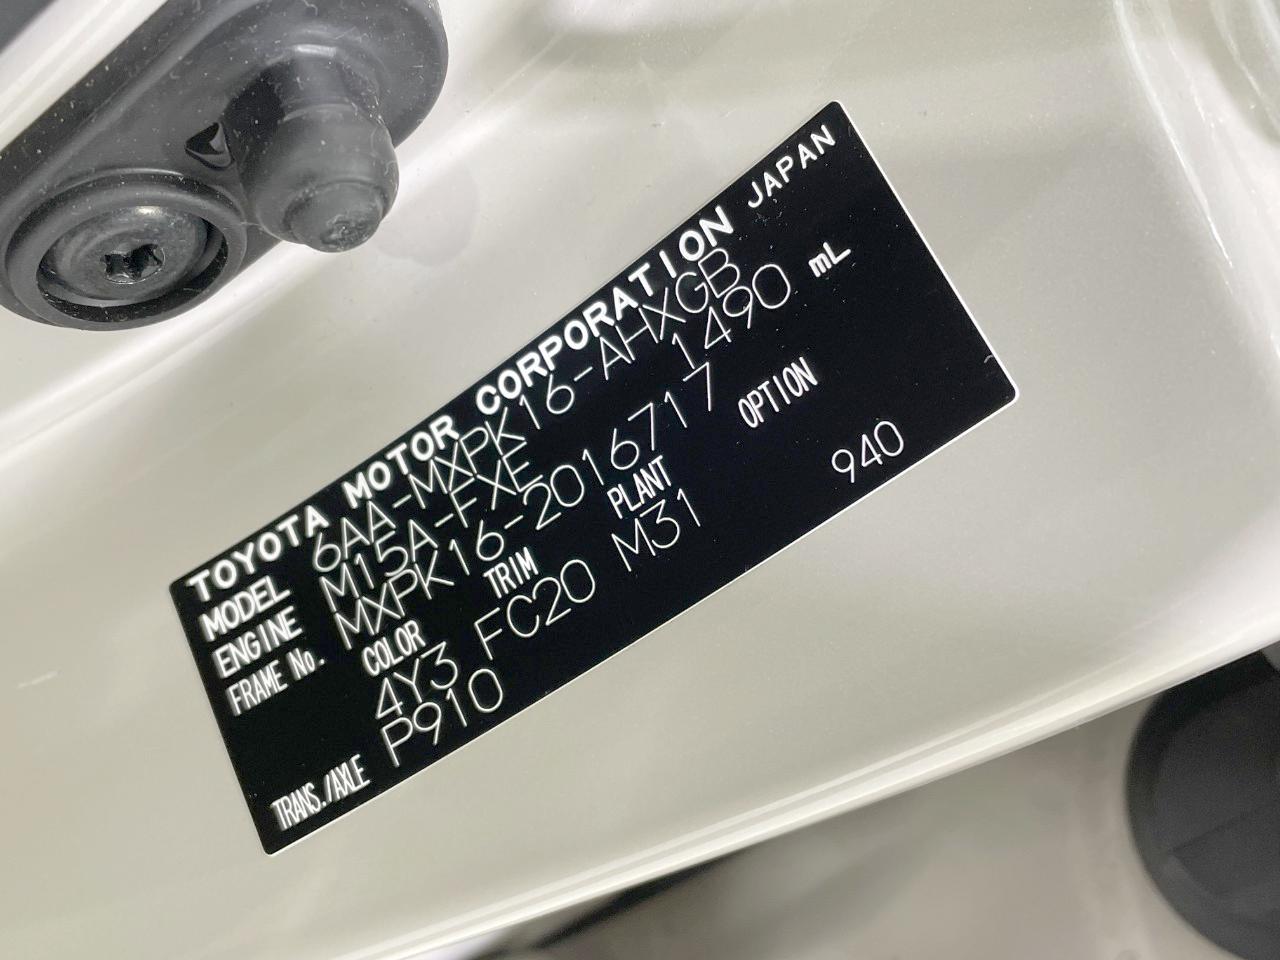 TOYOTA MOTOR CORPORATION JAPAN
MODEL 6AA-MXPK16-AHXGB
ENGINE M15A-FXE 1490 mL
FRAME No. MXPK16-2016717
COLOR TRIM PLANT OPTION
4Y3 FC20 M31 940
TRANS./AXLE P910